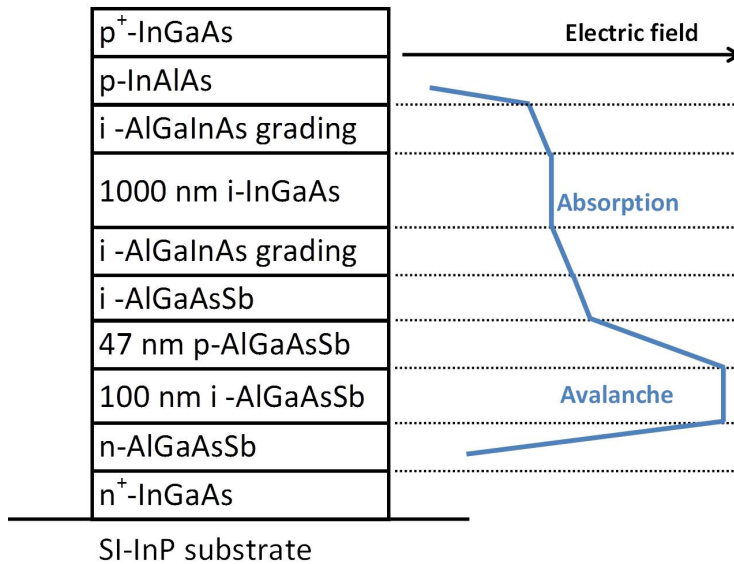 p⁺-InGaAs
Electric field
p-InAlAs
i -AlGaInAs grading
1000 nm i-InGaAs
Absorption
i -AlGaInAs grading
i -AlGaAsSb
47 nm p-AlGaAsSb
100 nm i -AlGaAsSb
Avalanche
n-AlGaAsSb
n⁺-InGaAs
SI-InP substrate